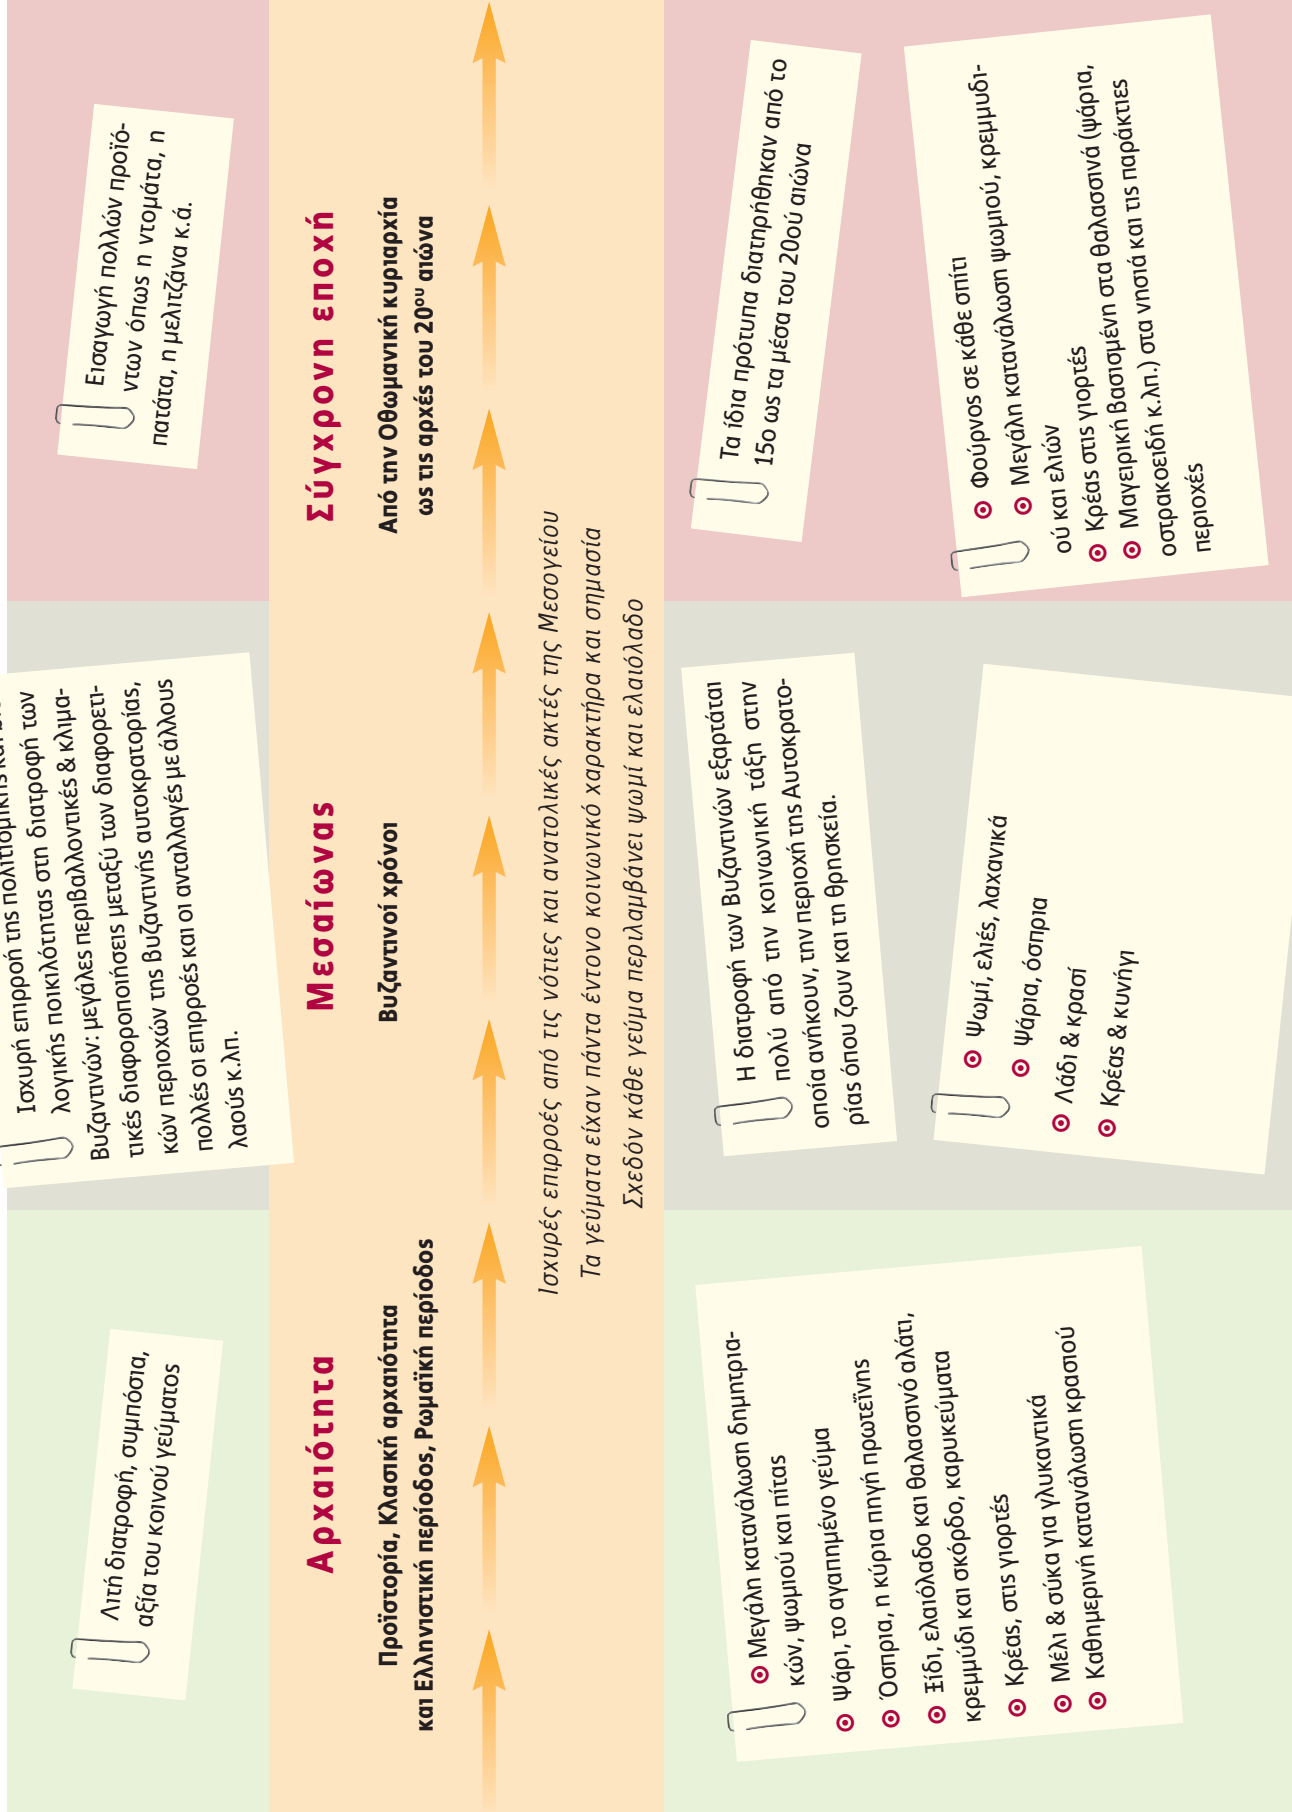 Λιτή διατροφή, συμπόσια,
αξία του κοινού γεύματος
Ισχυρή επιρροή της πολιτισμικής και
λογικής ποικιλότητας στη διατροφή των
Βυζαντινών: μεγάλες περιβαλλοντικές & κλιμα-
τικές διαφοροποιήσεις μεταξύ των διαφορετι-
κών περιοχών της βυζαντινής αυτοκρατορίας,
πολλές οι επιρροές και οι ανταλλαγές με άλλους
λαούς κ.λπ.
Εισαγωγή πολλών προϊό-
ντων όπως η ντομάτα, η
πατάτα, η μελιτζάνα κ.ά.
Αρχαιότητα
Προϊστορία, Κλασική αρχαιότητα
και Ελληνιστική περίοδος, Ρωμαϊκή περίοδος
Μεσαίωνας
Βυζαντινοί χρόνοι
Σύγχρονη εποχή
Από την Οθωμανική κυριαρχία
ως τις αρχές του 20ου αιώνα
Ισχυρές επιρροές από τις νότιες και ανατολικές ακτές της Μεσογείου
Τα γεύματα είχαν πάντα έντονο κοινωνικό χαρακτήρα και σημασία
Σχεδόν κάθε γεύμα περιλαμβάνει ψωμί και ελαιόλαδο
Μεγάλη κατανάλωση δημητρια-
κών, ψωμιού και πίτας
Ψάρι, το αγαπημένο γεύμα
Όσπρια, η κύρια πηγή πρωτεΐνης
Ξίδι, ελαιόλαδο και θαλασσινό αλάτι,
κρεμμύδι και σκόρδο, καρυκεύματα
Κρέας, στις γιορτές
Μέλι & σύκα για γλυκαντικά
Καθημερινή κατανάλωση κρασιού
Η διατροφή των Βυζαντινών εξαρτάται
πολύ από την κοινωνική τάξη στην
οποία ανήκουν, την περιοχή της Αυτοκρατο-
ρίας όπου ζουν και τη θρησκεία.
Ψωμί, ελιές, λαχανικά
Ψάρια, όσπρια
Λάδι & κρασί
Κρέας & κυνήγι
Τα ίδια πρότυπα διατηρήθηκαν από το
15ο ως τα μέσα του 20ού αιώνα
Φούρνος σε κάθε σπίτι
Μεγάλη κατανάλωση ψωμιού, κρεμμυδι-
ού και ελιών
Κρέας στις γιορτές
Μαγειρική βασισμένη στα θαλασσινά (ψάρια,
οστρακοειδή κ.λπ.) στα νησιά και τις παράκτιες
περιοχές